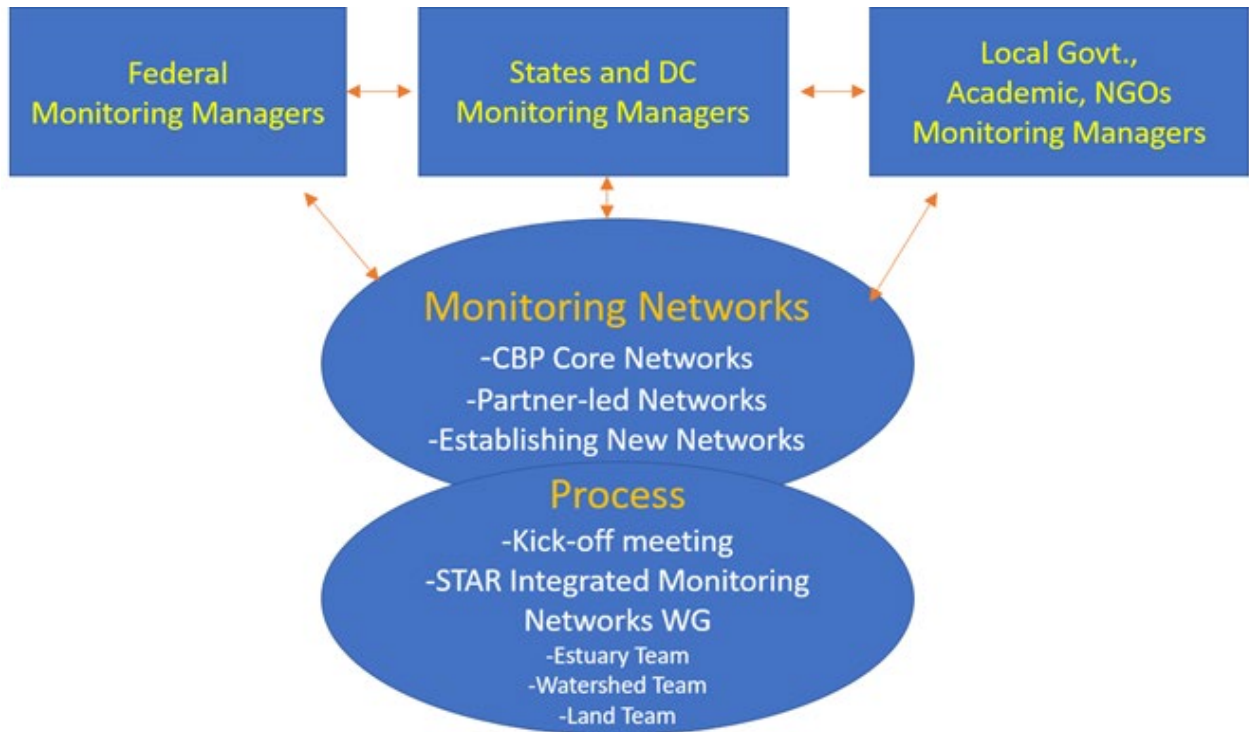 Federal
Monitoring Managers
States and DC
Monitoring Managers
Local Govt.,
Academic, NGOs
Monitoring Managers
Monitoring Networks
-CBP Core Networks
-Partner-led Networks
-Establishing New Networks
Process
-Kick-off meeting
-STAR Integrated Monitoring
Networks WG
-Estuary Team
-Watershed Team
-Land Team